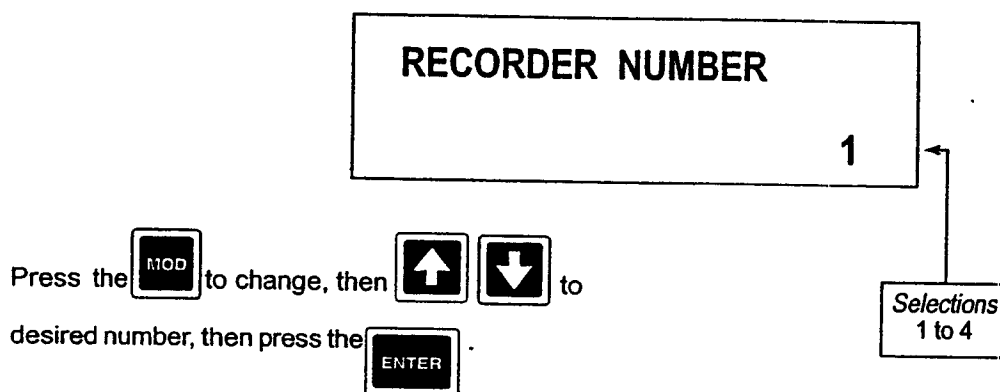 RECORDER NUMBER
1
Press the MOD to change, then to
desired number, then press the ENTER .
Selections
1 to 4